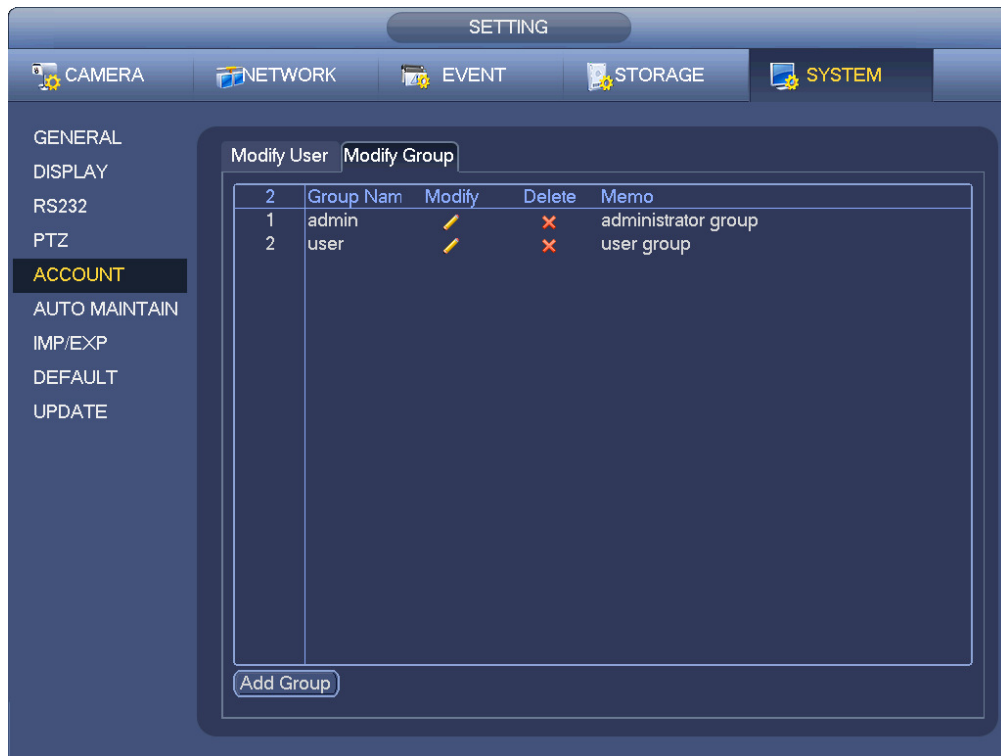 SETTING
CAMERA NETWORK EVENT STORAGE SYSTEM
GENERAL
DISPLAY
RS232
PTZ
ACCOUNT
AUTO MAINTAIN
IMP/EXP
DEFAULT
UPDATE
Modify User Modify Group
2 Group Nam Modify Delete Memo
1 admin administrator group
2 user user group
Add Group